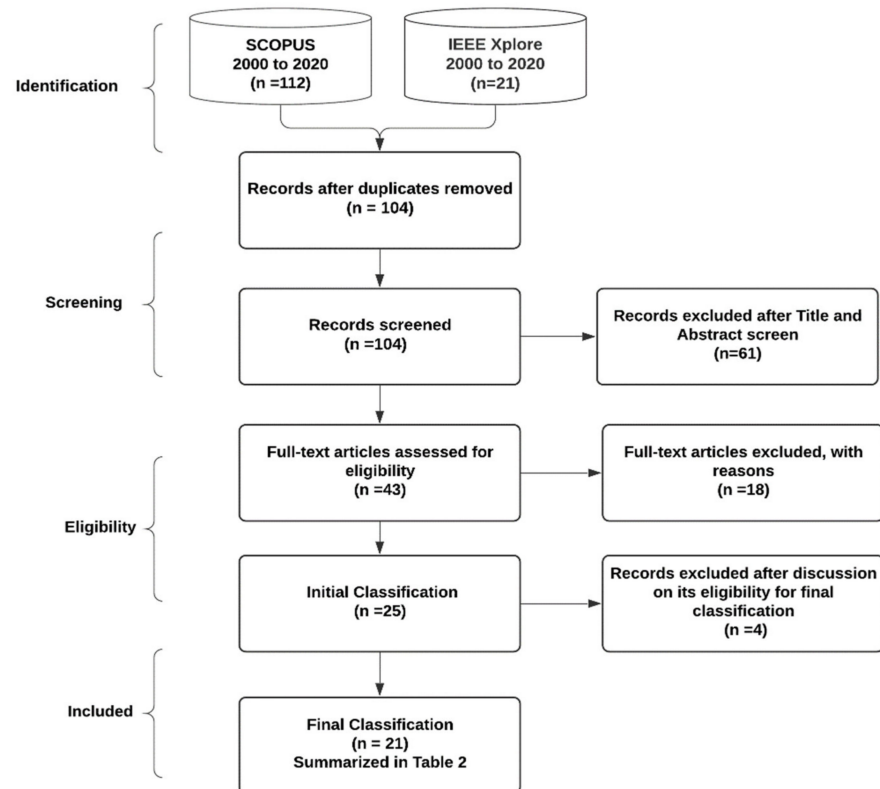 SCOPUS
2000 to 2020
(n =112)
IEEE Xplore
2000 to 2020
(n=21)
Identification
Records after duplicates removed
(n = 104)
Screening
Records screened
(n =104)
Records excluded after Title and
Abstract screen
(n=61)
Eligibility
Full-text articles assessed for
eligibility
(n =43)
Full-text articles excluded, with
reasons
(n =18)
Initial Classification
(n =25)
Records excluded after discussion
on its eligibility for final
classification
(n =4)
Included
Final Classification
(n = 21)
Summarized in Table 2